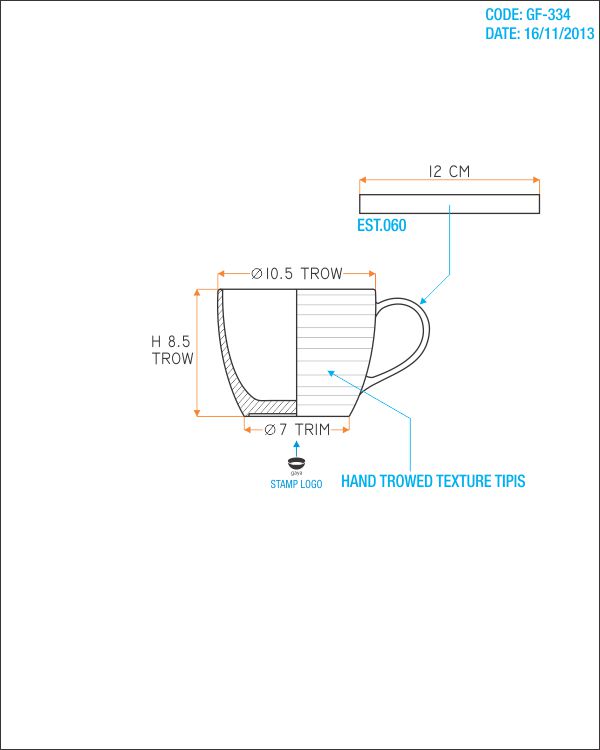 CODE: GF-334
DATE: 16/11/2013
12 CM
EST.060
Ø10.5 TROW
H 8.5
TROW
Ø7 TRIM
gaya
STAMP LOGO
HAND TROWED TEXTURE TIPIS